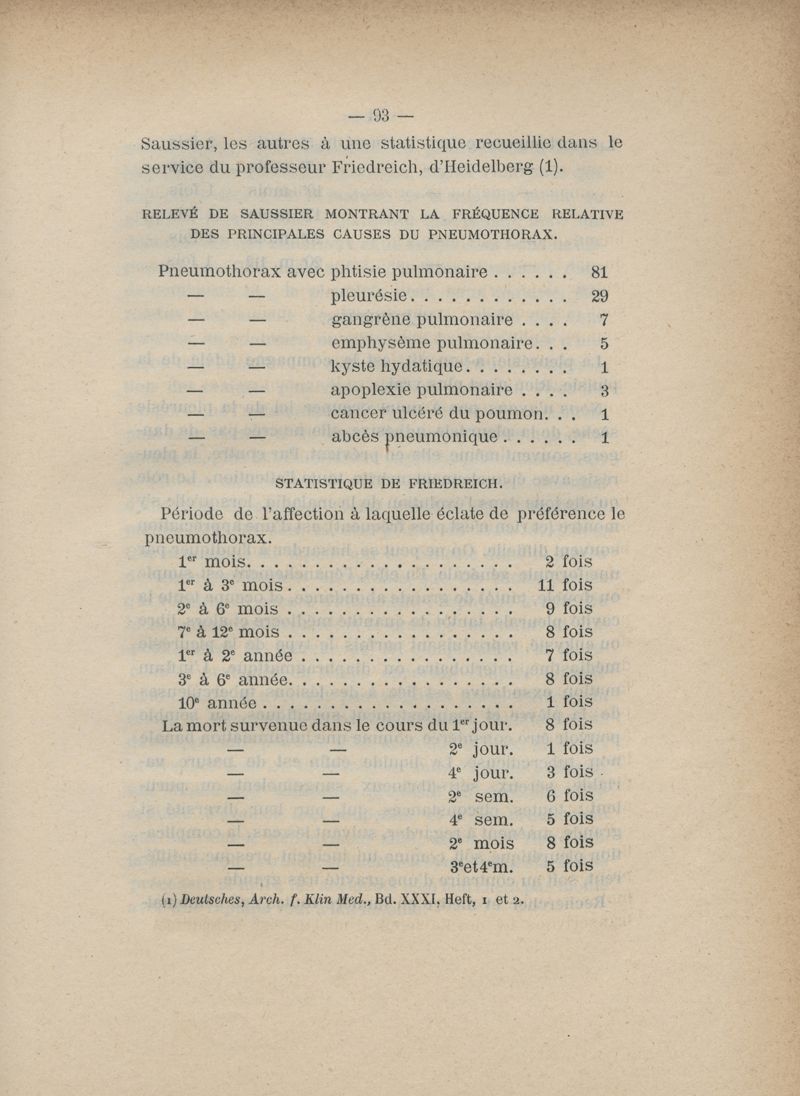 — 93 —
Saussier, les autres à une statistique recueillie dans le
service du professeur Friedreich, d'Heidelberg (1).
RELEVÉ DE SAUSSIER MONTRANT LA FRÉQUENCE RELATIVE
DES PRINCIPALES CAUSES DU PNEUMOTHORAX.
Pneumothorax avec phtisie pulmonaire . . . . . . 81
— — pleurésie. . . . . . . . . . . . 29
— — gangrène pulmonaire . . . . 7
— — emphysème pulmonaire. . . 5
— — kyste hydatique. . . . . . . . 1
— — apoplexie pulmonaire . . . . 3
— — cancer ulcéré du poumon. . . 1
— — abcès pneumonique . . . . . . 1
STATISTIQUE DE FRIEDREICH.
Période de l'affection à laquelle éclate de préférence le
pneumothorax.
1er mois. . . . . . . . . . . . . . . . . . . . 2 fois
1er à 3e mois . . . . . . . . . . . . . . . . . 11 fois
2e à 6e mois . . . . . . . . . . . . . . . . . 9 fois
7e à 12e mois . . . . . . . . . . . . . . . . . 8 fois
1er à 2e année . . . . . . . . . . . . . . . . 7 fois
3e à 6e année. . . . . . . . . . . . . . . . . 8 fois
10e année . . . . . . . . . . . . . . . . . . . 1 fois
La mort survenue dans le cours du 1er jour. 8 fois
— — 2e jour. 1 fois
— — 4e jour. 3 fois
— — 2e sem. 6 fois
— — 4e sem. 5 fois
— — 2e mois 8 fois
— — 3e et 4e m. 5 fois
(1) Deutsches, Arch. f. Klin Med., Bd. XXXI, Heft, 1 et 2.